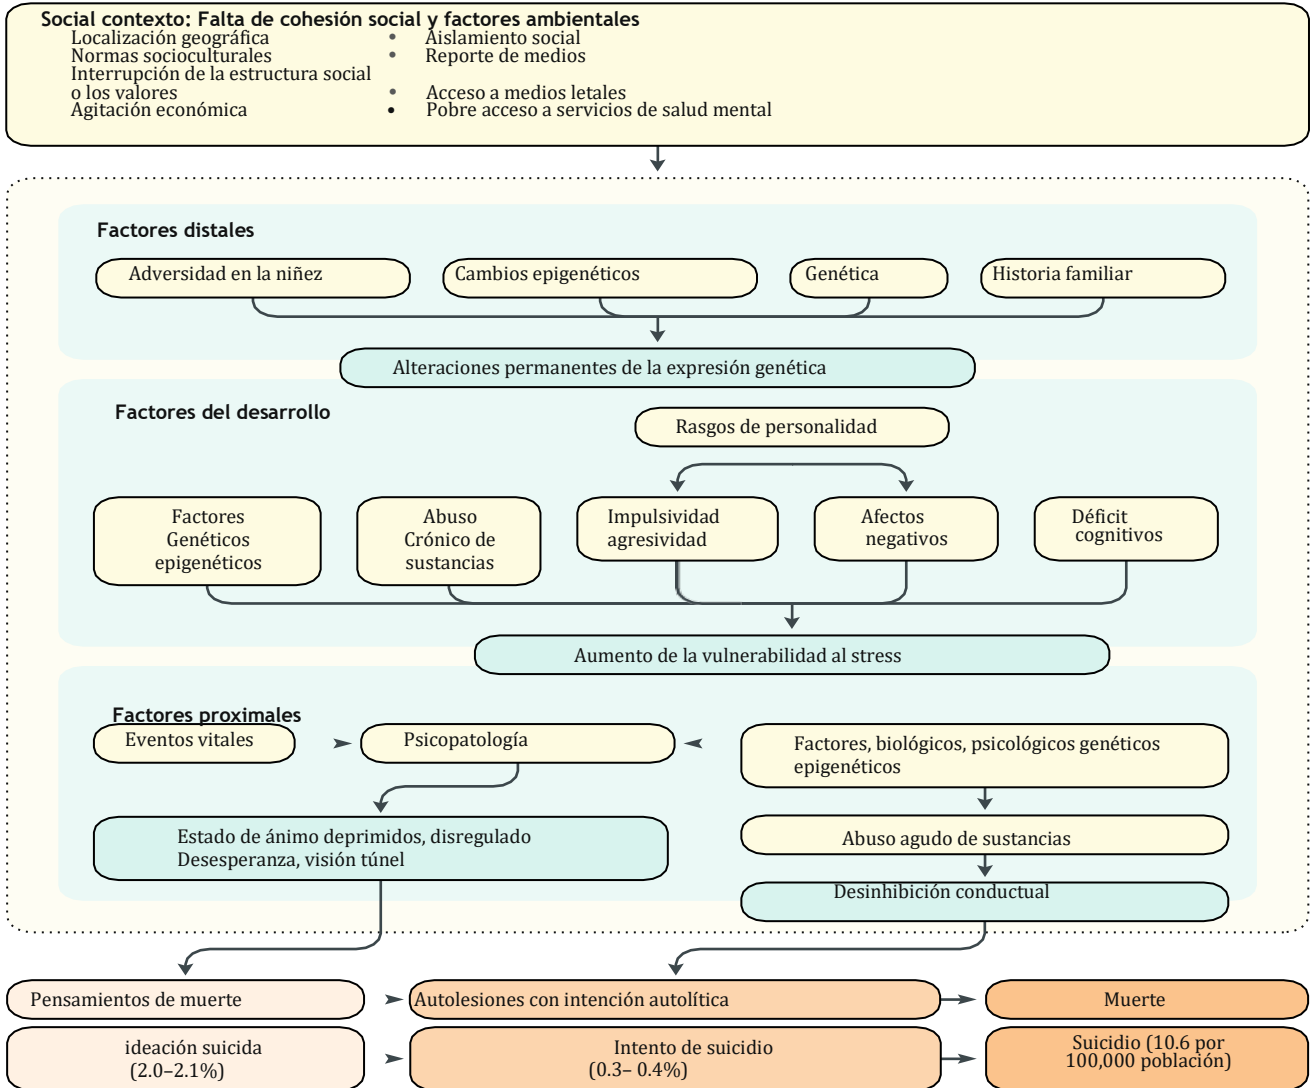 Social contexto: Falta de cohesión social y factores ambientales
Localización geográfica
Normas socioculturales
Interrupción de la estructura social
o los valores
Agitación económica
• Aislamiento social
• Reporte de medios
• Acceso a medios letales
• Pobre acceso a servicios de salud mental
Factores distales
Adversidad en la niñez
Cambios epigenéticos
Genética
Historia familiar
Alteraciones permanentes de la expresión genética
Factores del desarrollo
Rasgos de personalidad
Factores
Genéticos
epigenéticos
Abuso
Crónico de
sustancias
Impulsividad
agresividad
Afectos
negativos
Déficit
cognitivos
Aumento de la vulnerabilidad al stress
Factores proximales
Eventos vitales
Psicopatología
Factores, biológicos, psicológicos genéticos
epigenéticos
Estado de ánimo deprimidos, disregulado
Desesperanza, visión túnel
Abuso agudo de sustancias
Desinhibición conductual
Pensamientos de muerte
Autolesiones con intención autolítica
Muerte
ideación suicida
(2.0–2.1%)
Intento de suicidio
(0.3– 0.4%)
Suicidio (10.6 por
100,000 población)